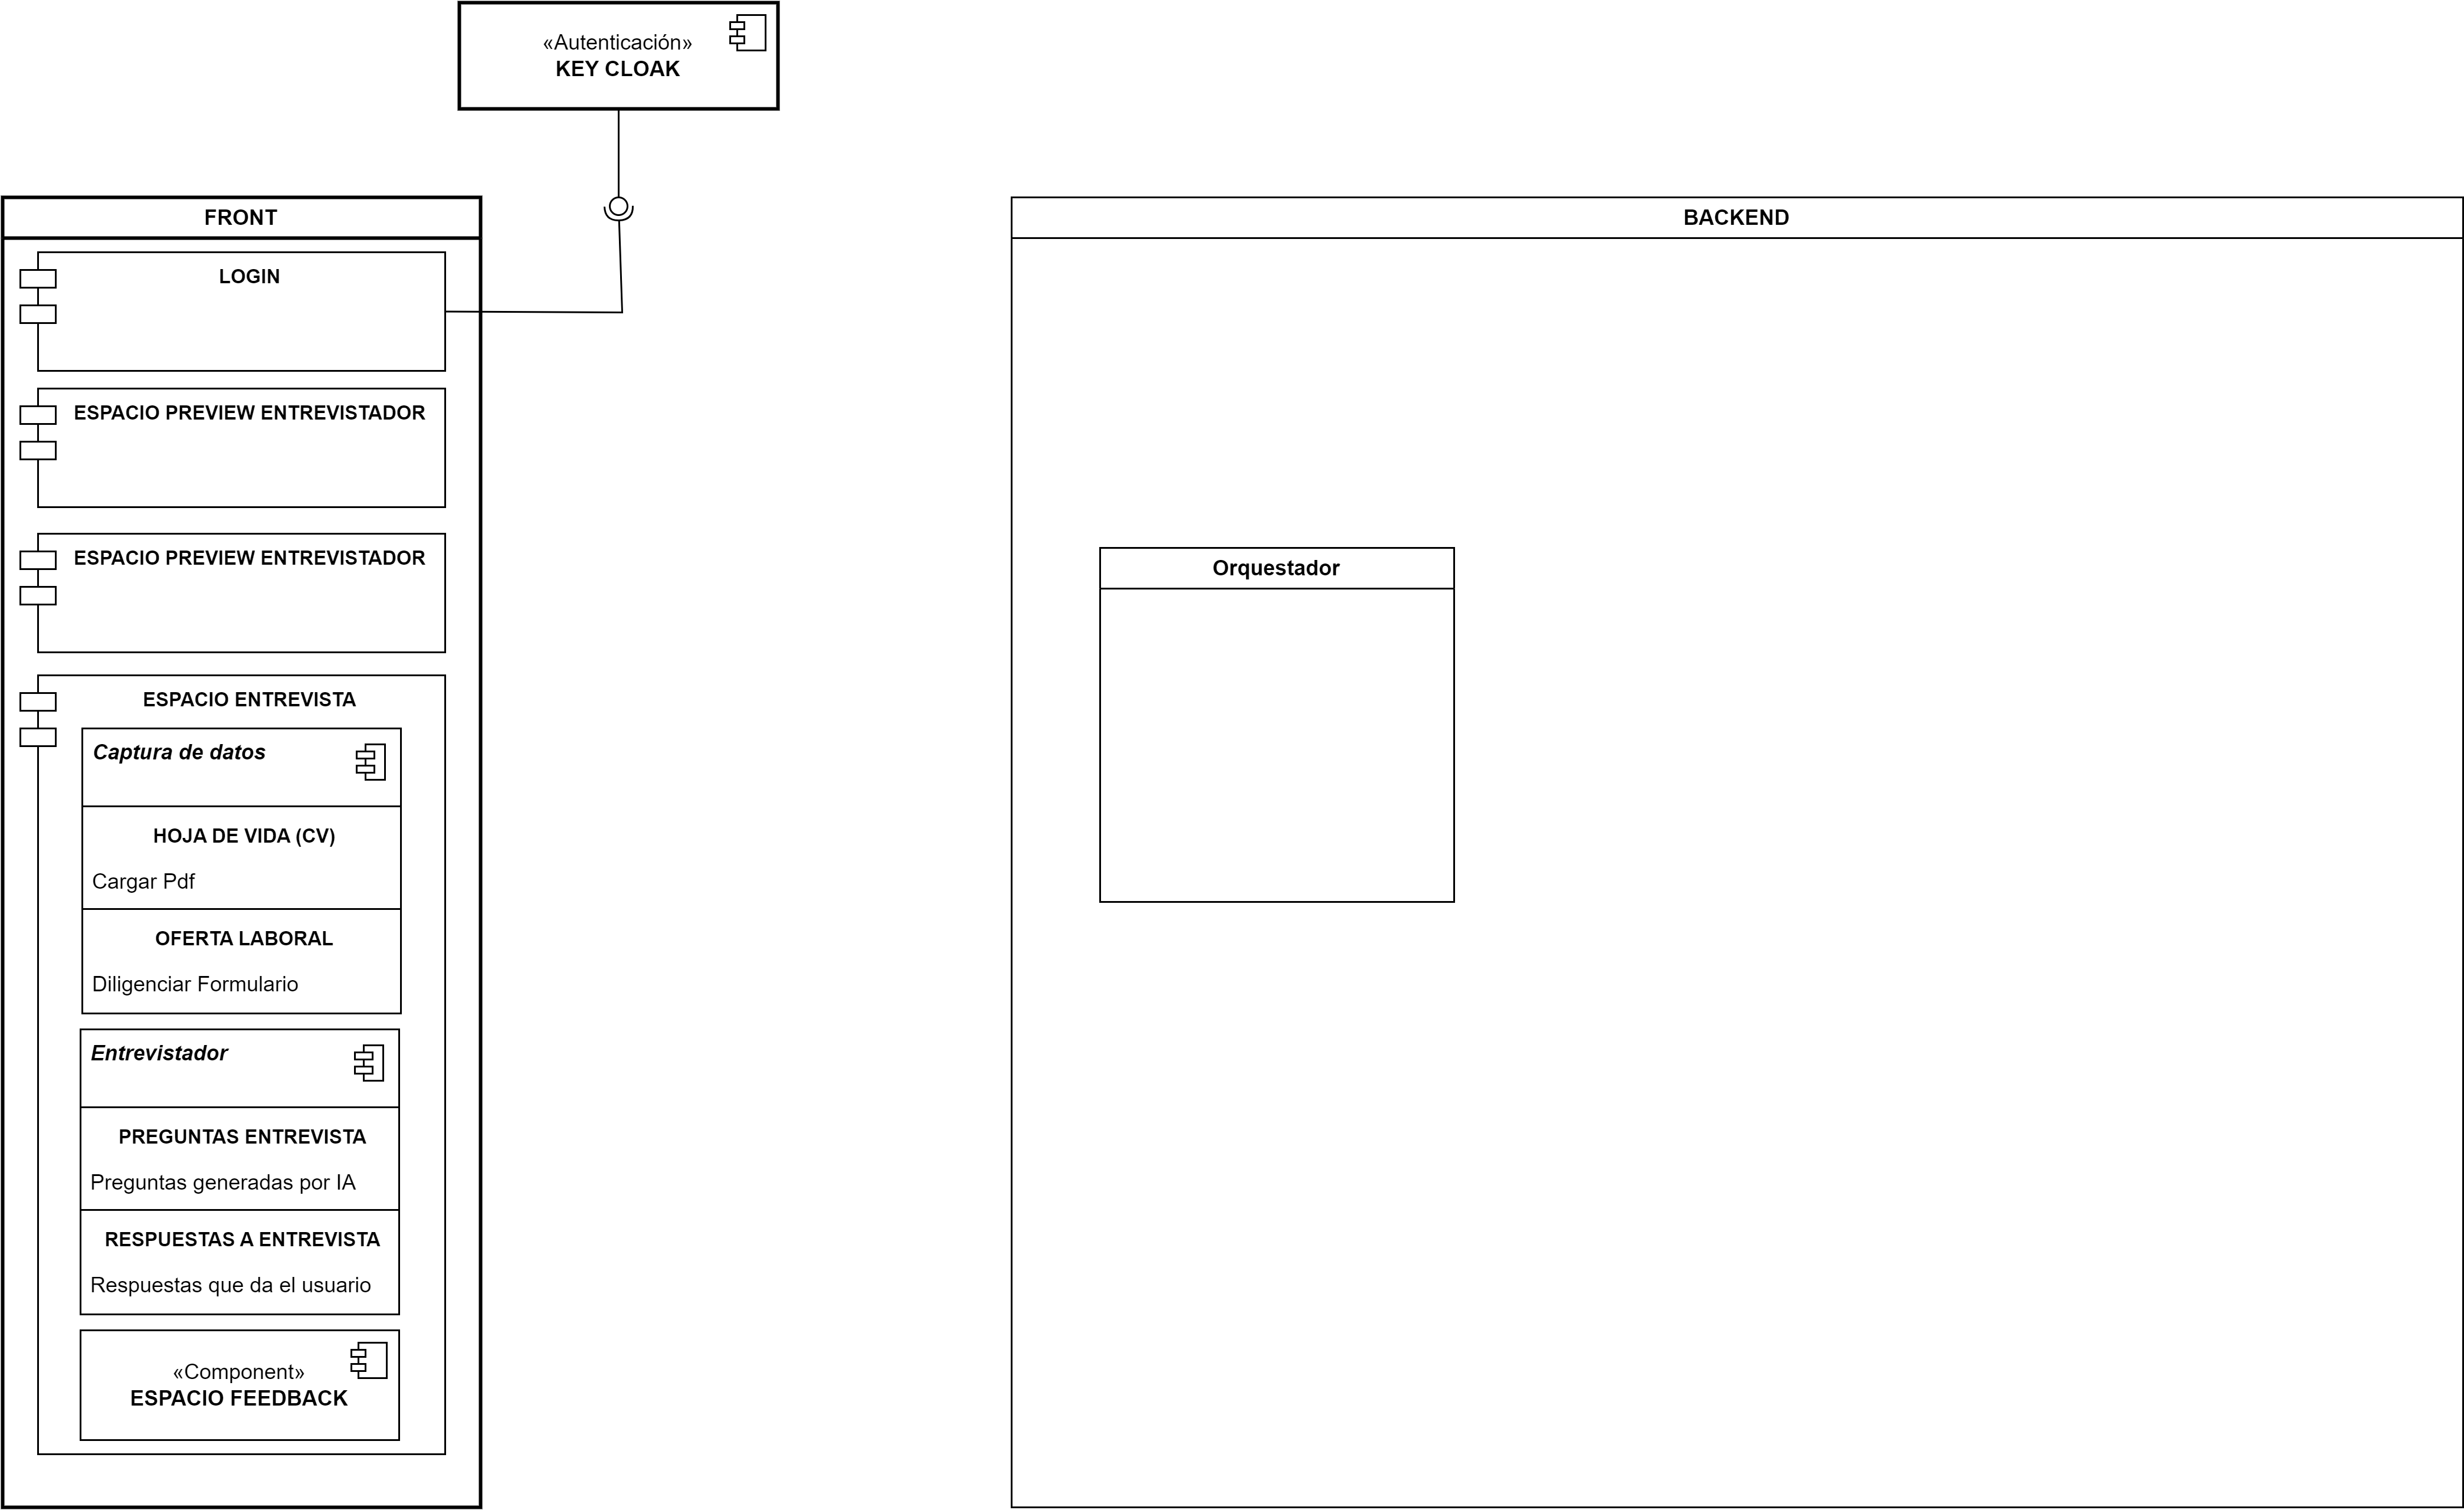 «Autenticación»
KEY CLOAK
FRONT
LOGIN
ESPACIO PREVIEW ENTREVISTADOR
ESPACIO PREVIEW ENTREVISTADOR
ESPACIO ENTREVISTA
Captura de datos
HOJA DE VIDA (CV)
Cargar Pdf
OFERTA LABORAL
Diligenciar Formulario
Entrevistador
PREGUNTAS ENTREVISTA
Preguntas generadas por IA
RESPUESTAS A ENTREVISTA
Respuestas que da el usuario
«Component»
ESPACIO FEEDBACK
BACKEND
Orquestador